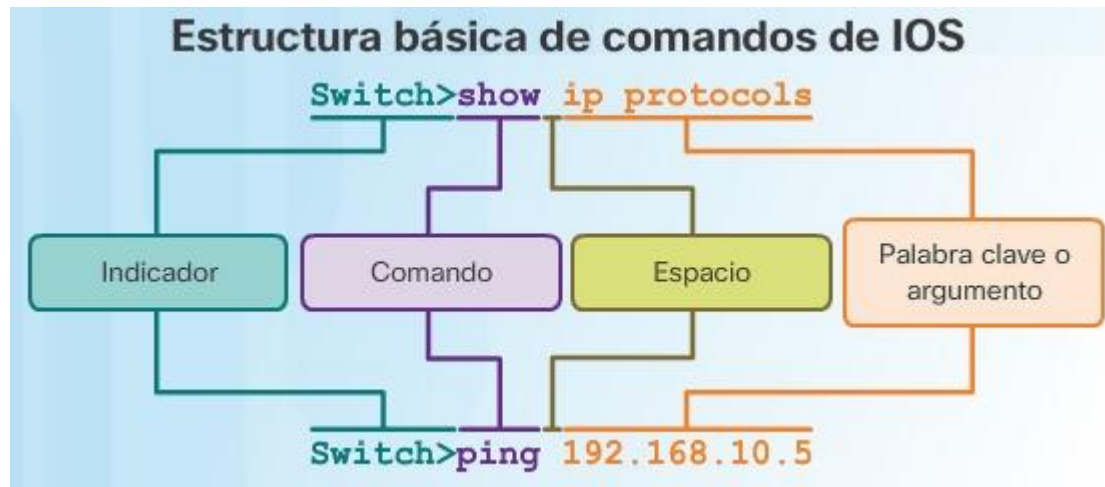 Estructura básica de comandos de IOS
Switch>show ip protocols
Indicador
Comando
Espacio
Palabra clave o
argumento
Switch>ping 192.168.10.5